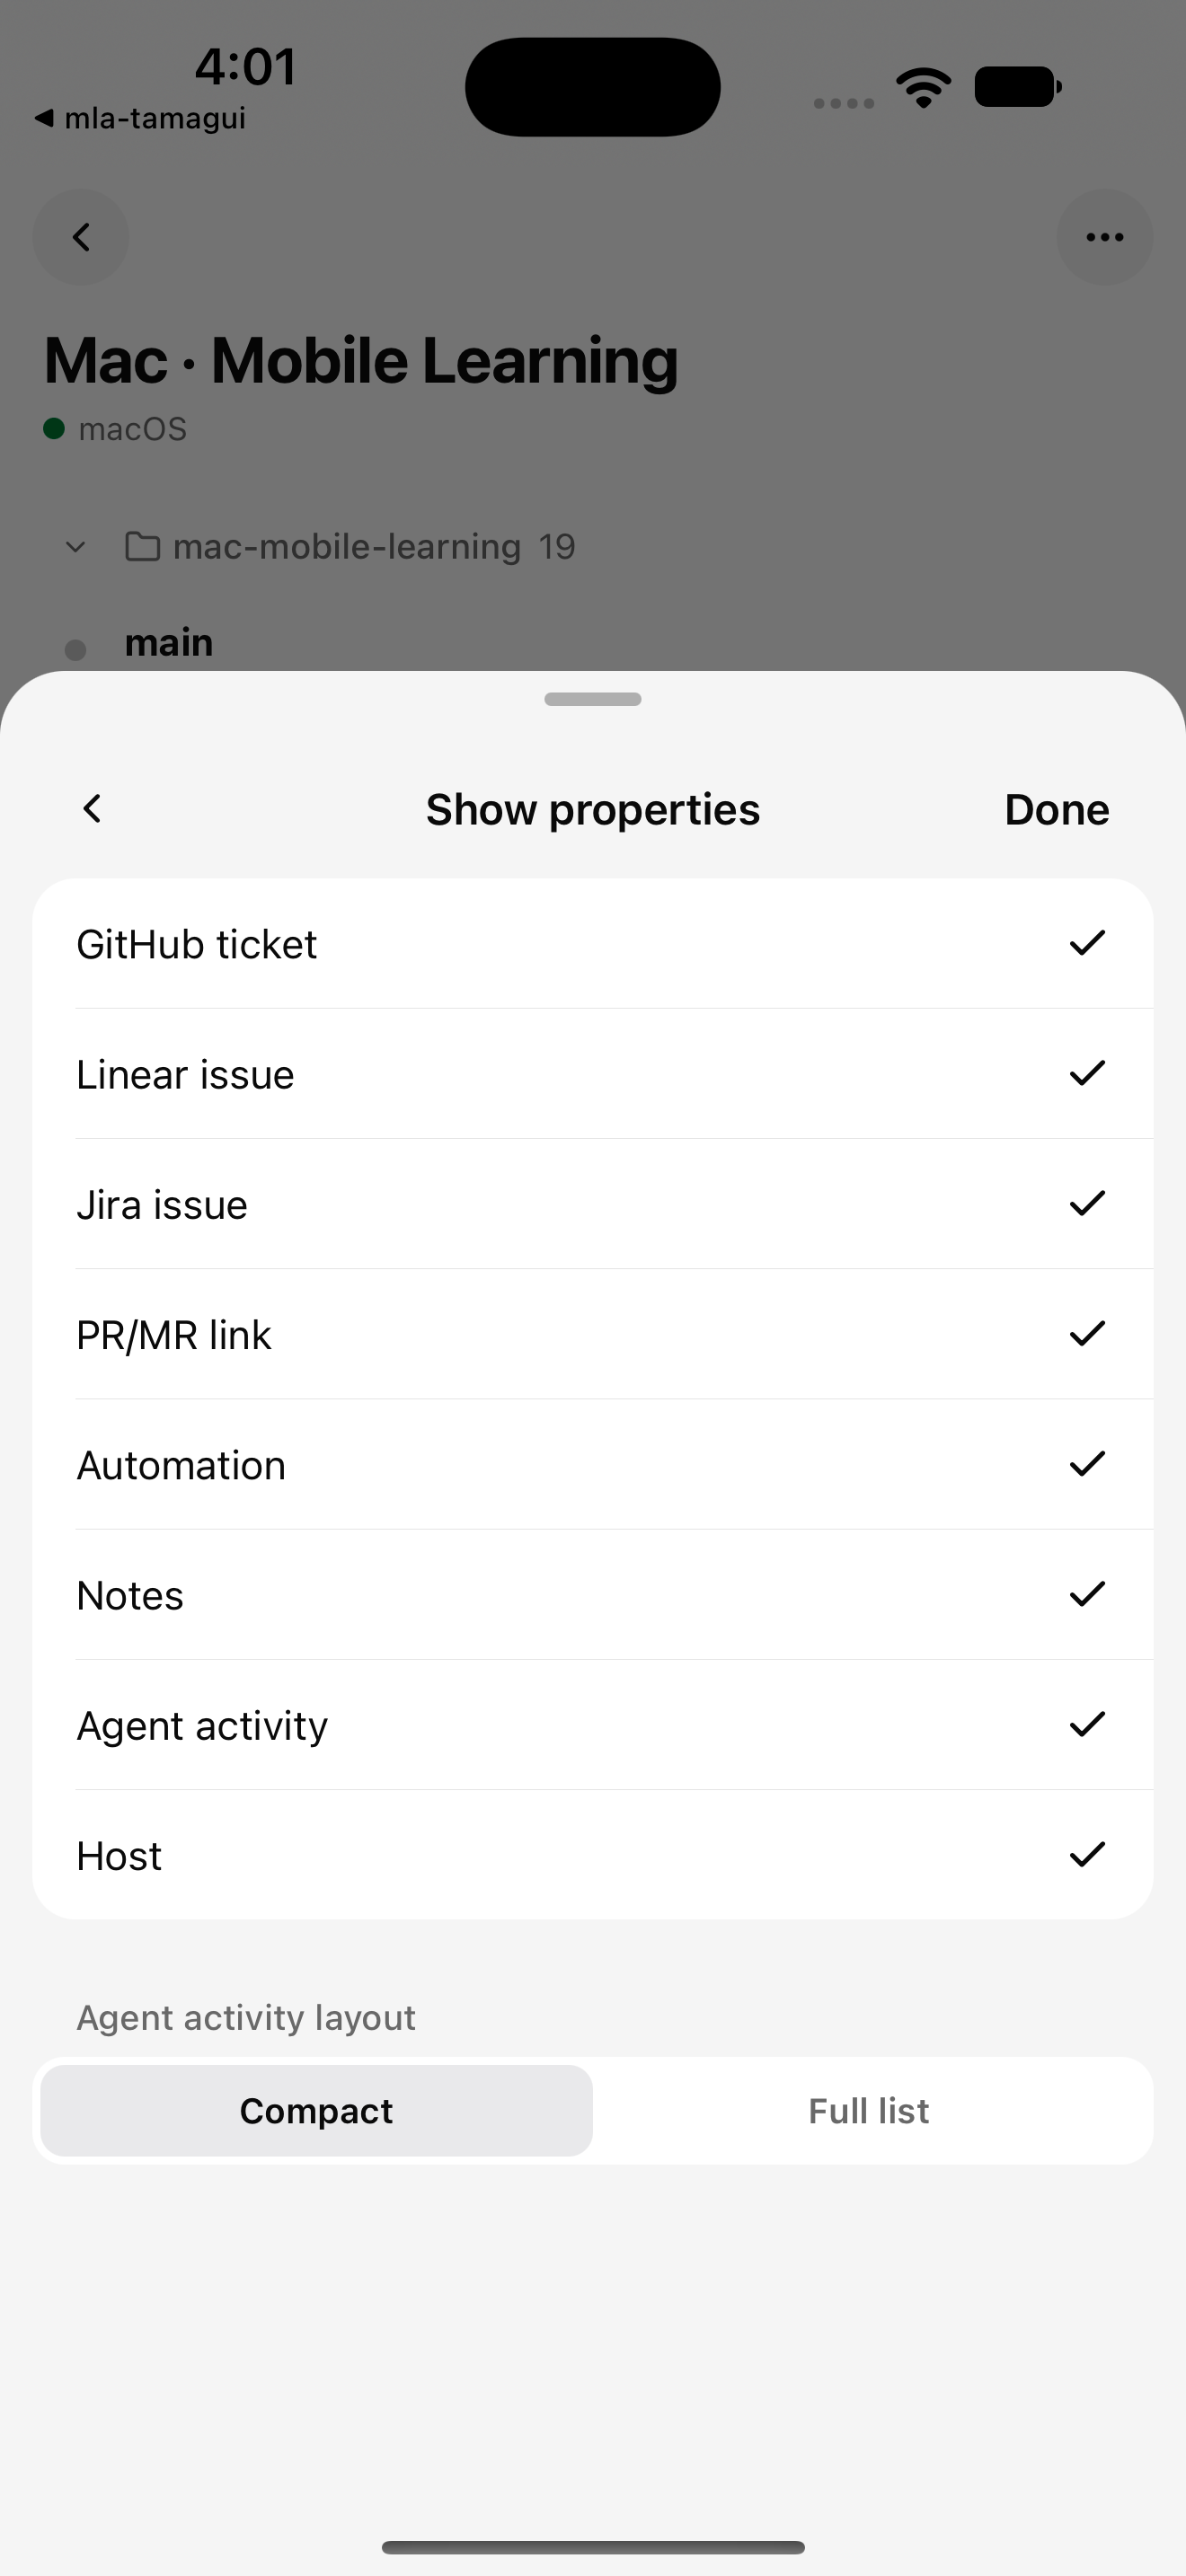 4:01
mla-tamagui
Mac · Mobile Learning
macOS
mac-mobile-learning 19
main
Show properties
Done
GitHub ticket
Linear issue
Jira issue
PR/MR link
Automation
Notes
Agent activity
Host
Agent activity layout
Compact
Full list